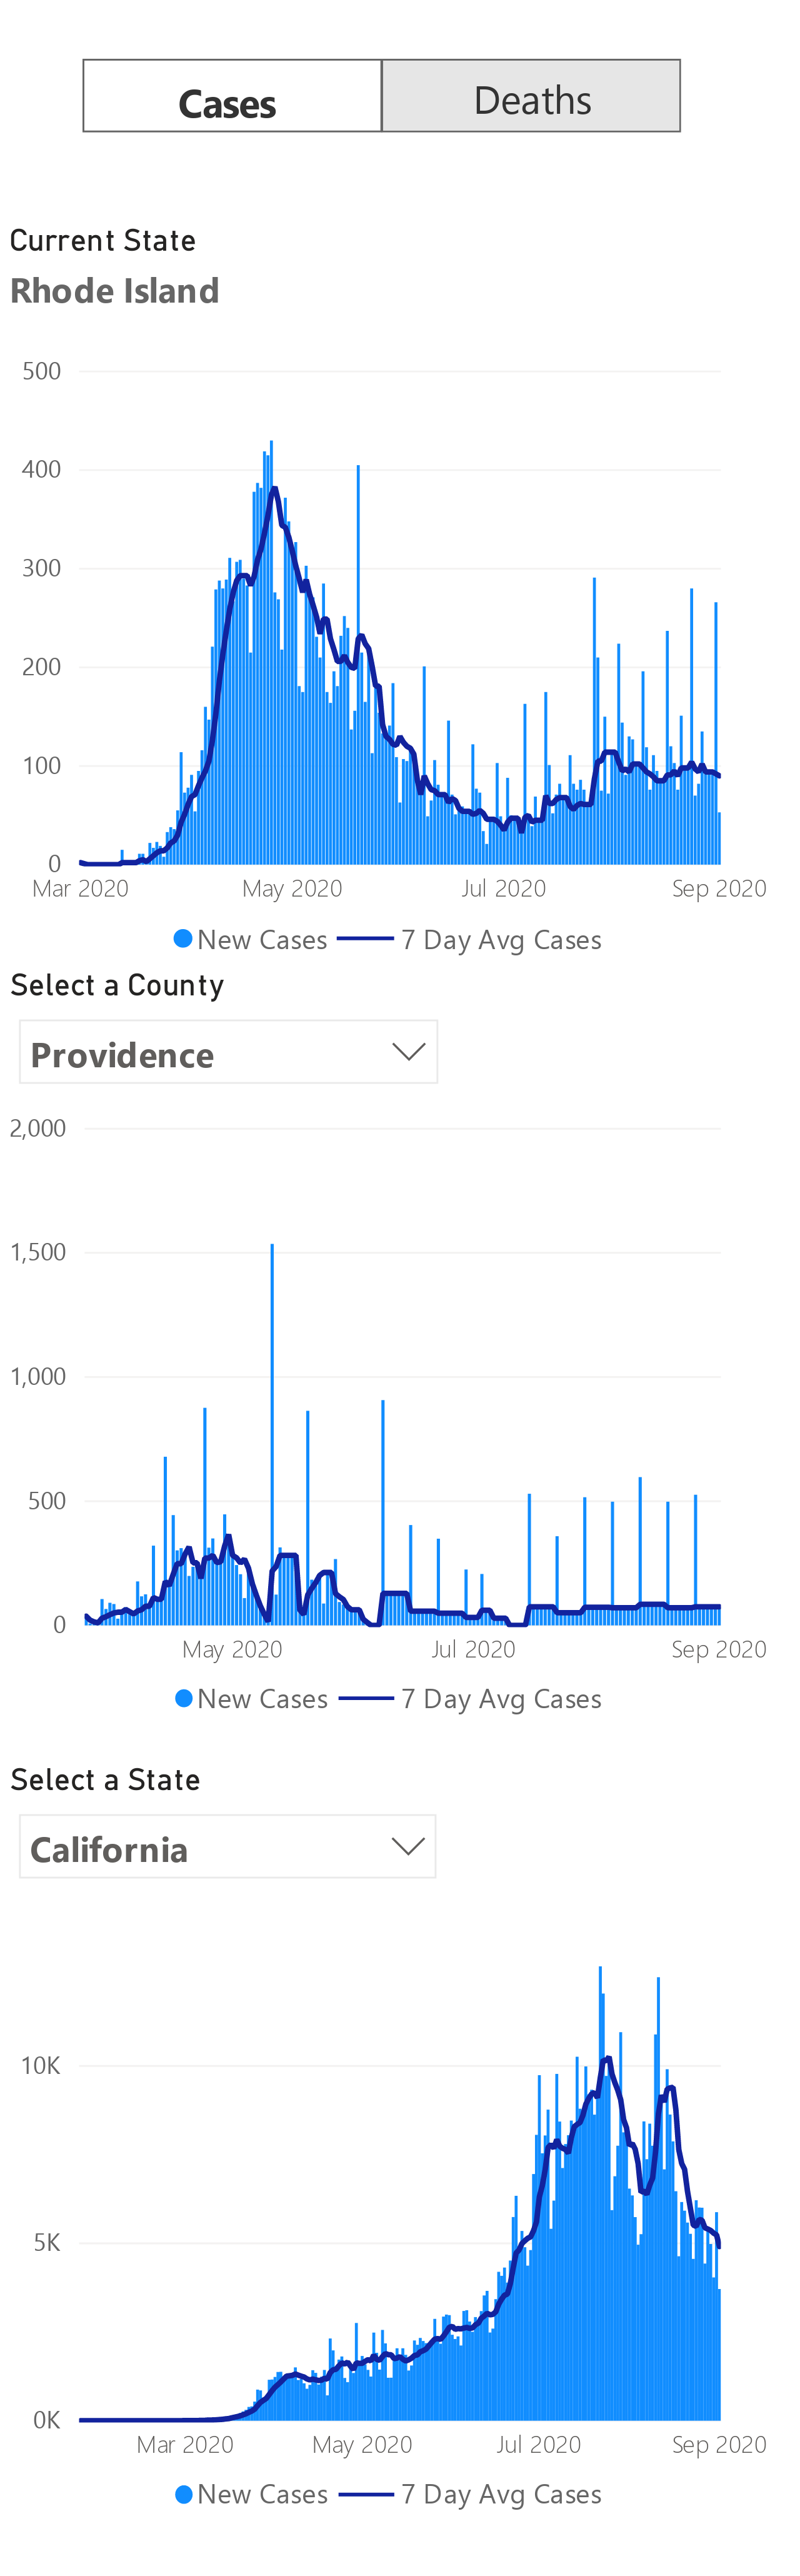 Cases Deaths
Current State
Rhode Island
500
400
300
200
100
0
Mar 2020 May 2020 Jul 2020 Sep 2020
New Cases 7 Day Avg Cases
Select a County
Providence
2,000
1,500
1,000
500
0
May 2020 Jul 2020 Sep 2020
New Cases 7 Day Avg Cases
Select a State
California
10K
5K
0K
Mar 2020 May 2020 Jul 2020 Sep 2020
New Cases 7 Day Avg Cases